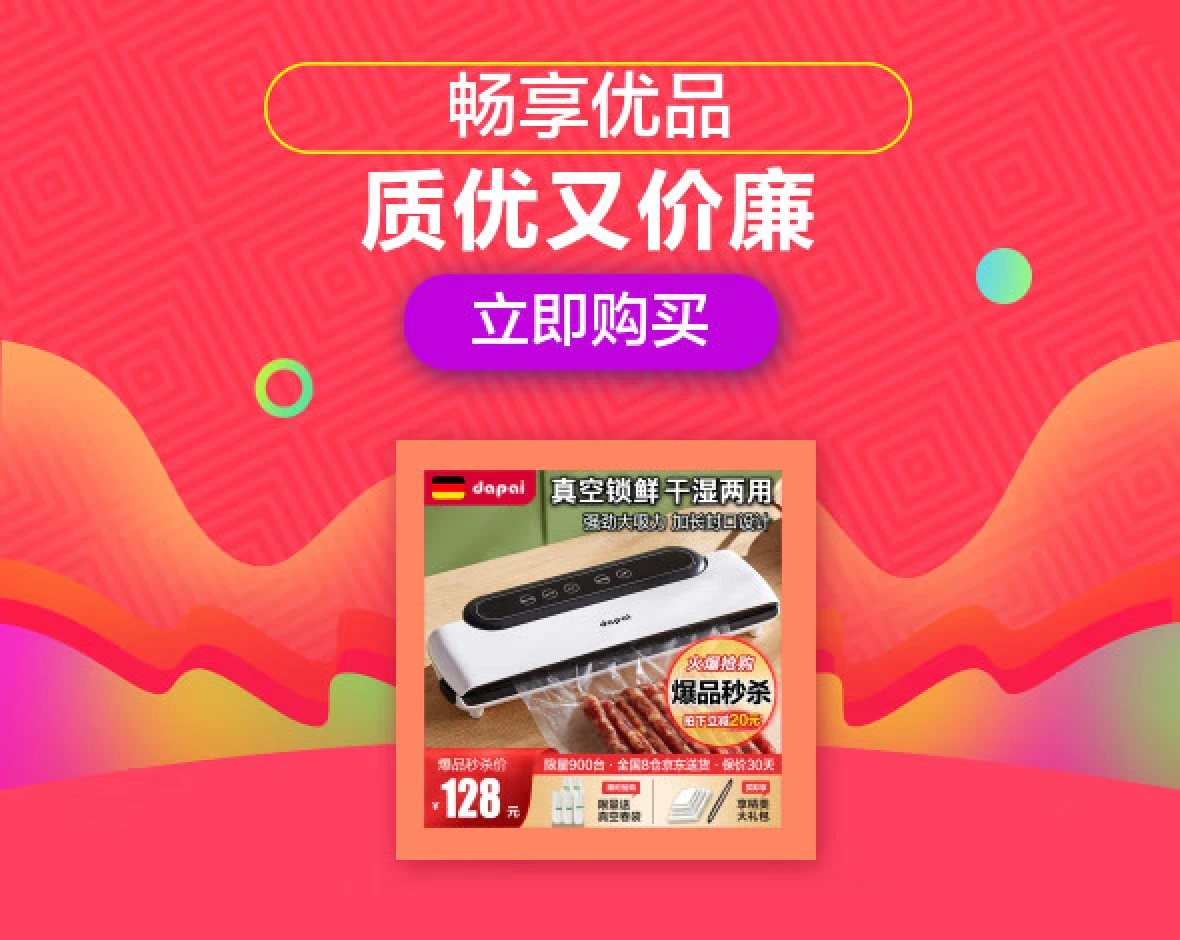 畅享优品
质优又价廉
立即购买
dapai
真空锁鲜 干湿两用
强劲大吸力 加长封口设计
dapai
火爆抢购
爆品秒杀
拍下立减20元
爆品秒杀价
限量900台·全国8仓京东送货·保价30天
¥128元
限量送
真空卷袋
享精美
大礼包